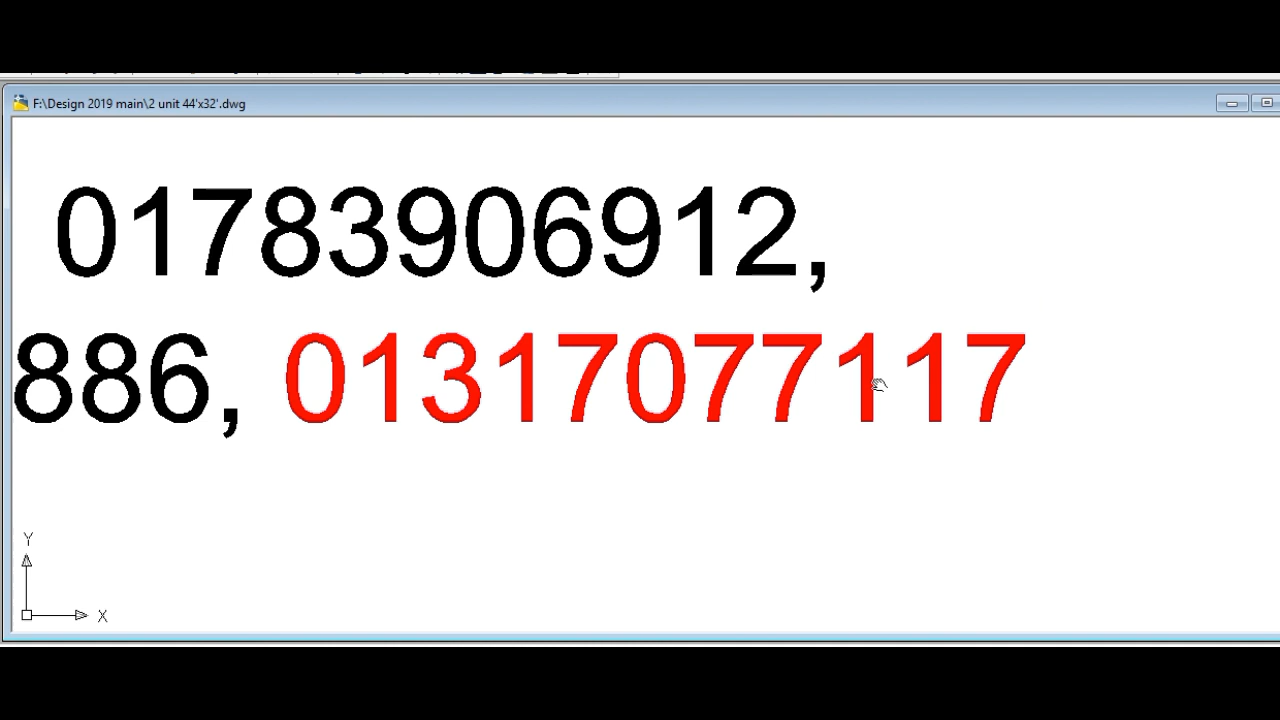 F:\Design 2019 main\2 unit 44'x32'.dwg
01783906912,
886, 01317077117
Y
X